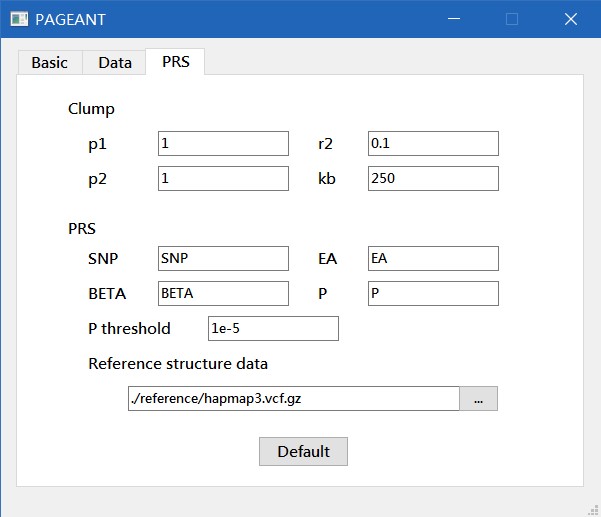 PAGEANT
Basic Data PRS
Clump
p1 1 r2 0.1
p2 1 kb 250
PRS
SNP SNP EA EA
BETA BETA P P
P threshold 1e-5
Reference structure data
./reference/hapmap3.vcf.gz ...
Default